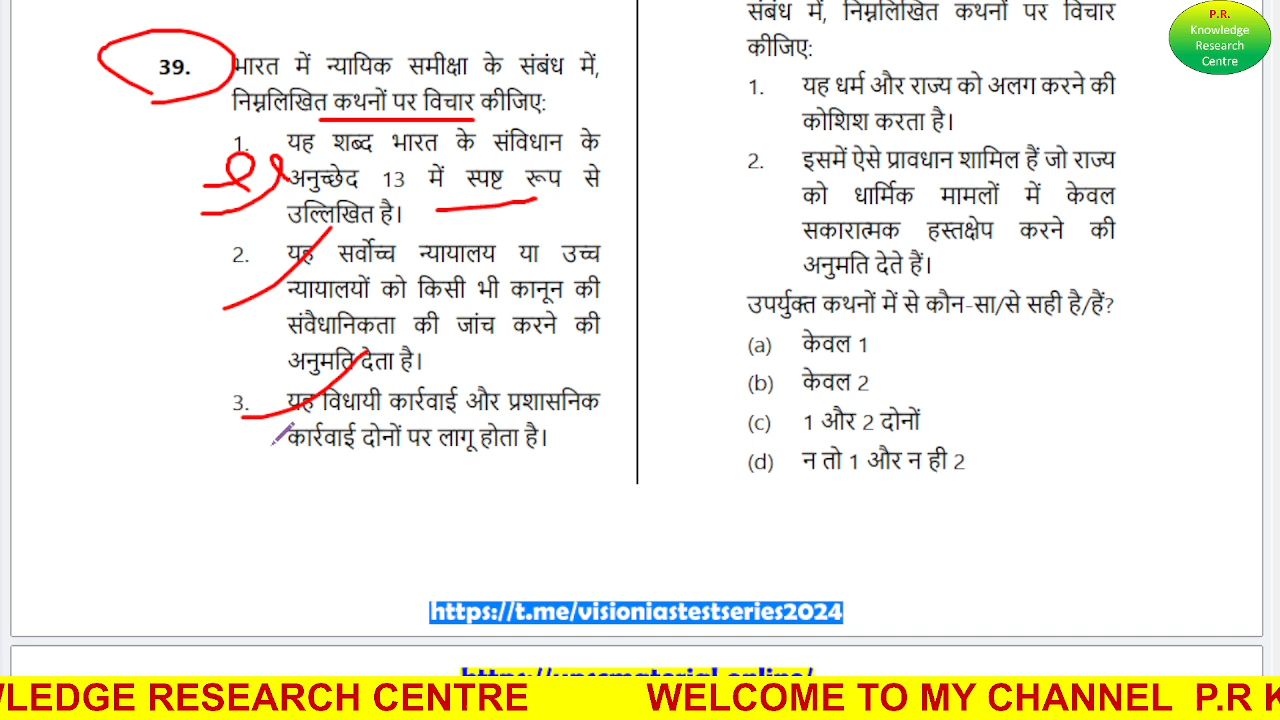 39. भारत में न्यायिक समीक्षा के संबंध में,
निम्नलिखित कथनों पर विचार कीजिए:
1. यह शब्द भारत के संविधान के
अनुच्छेद 13 में स्पष्ट रूप से
उल्लिखित है।
2. यह सर्वोच्च न्यायालय या उच्च
न्यायालयों को किसी भी कानून की
संवैधानिकता की जांच करने की
अनुमति देता है।
3. यह विधायी कार्रवाई और प्रशासनिक
कार्रवाई दोनों पर लागू होता है।
संबंध में, निम्नलिखित कथनों पर विचार
कीजिए:
1. यह धर्म और राज्य को अलग करने की
कोशिश करता है।
2. इसमें ऐसे प्रावधान शामिल हैं जो राज्य
को धार्मिक मामलों में केवल
सकारात्मक हस्तक्षेप करने की
अनुमति देते हैं।
उपर्युक्त कथनों में से कौन-सा/से सही है/हैं?
(a) केवल 1
(b) केवल 2
(c) 1 और 2 दोनों
(d) न तो 1 और न ही 2
P.R.
Knowledge
Research
Centre
https://t.me/visioniastestseries2024
https://upscmaterial.online/
WLEDGE RESEARCH CENTRE WELCOME TO MY CHANNEL P.R K